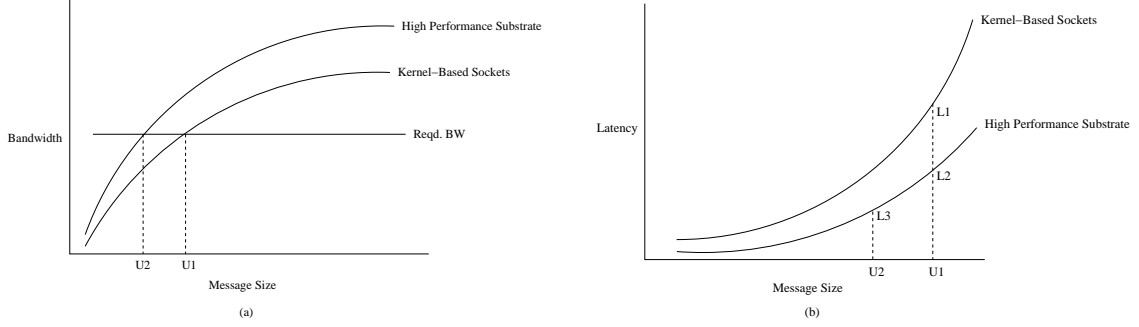 High Performance Substrate
Kernel−Based Sockets
Bandwidth
Reqd. BW
U2
U1
Message Size
(a)
Kernel−Based Sockets
L1
Latency
High Performance Substrate
L2
L3
U2
U1
Message Size
(b)